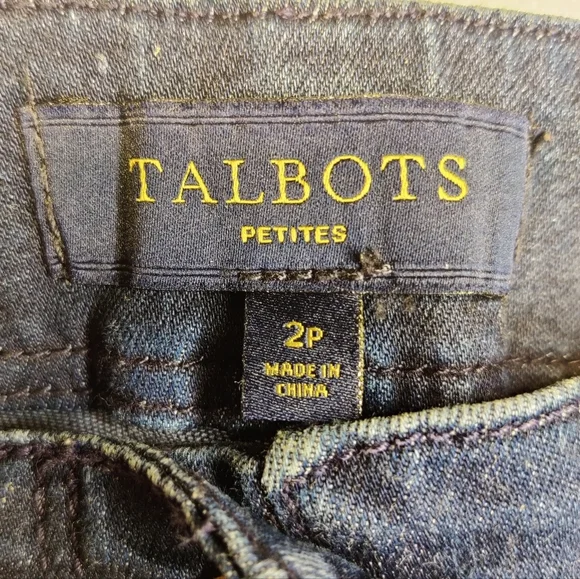 TALBOTS
PETITES
2P
MADE IN
CHINA